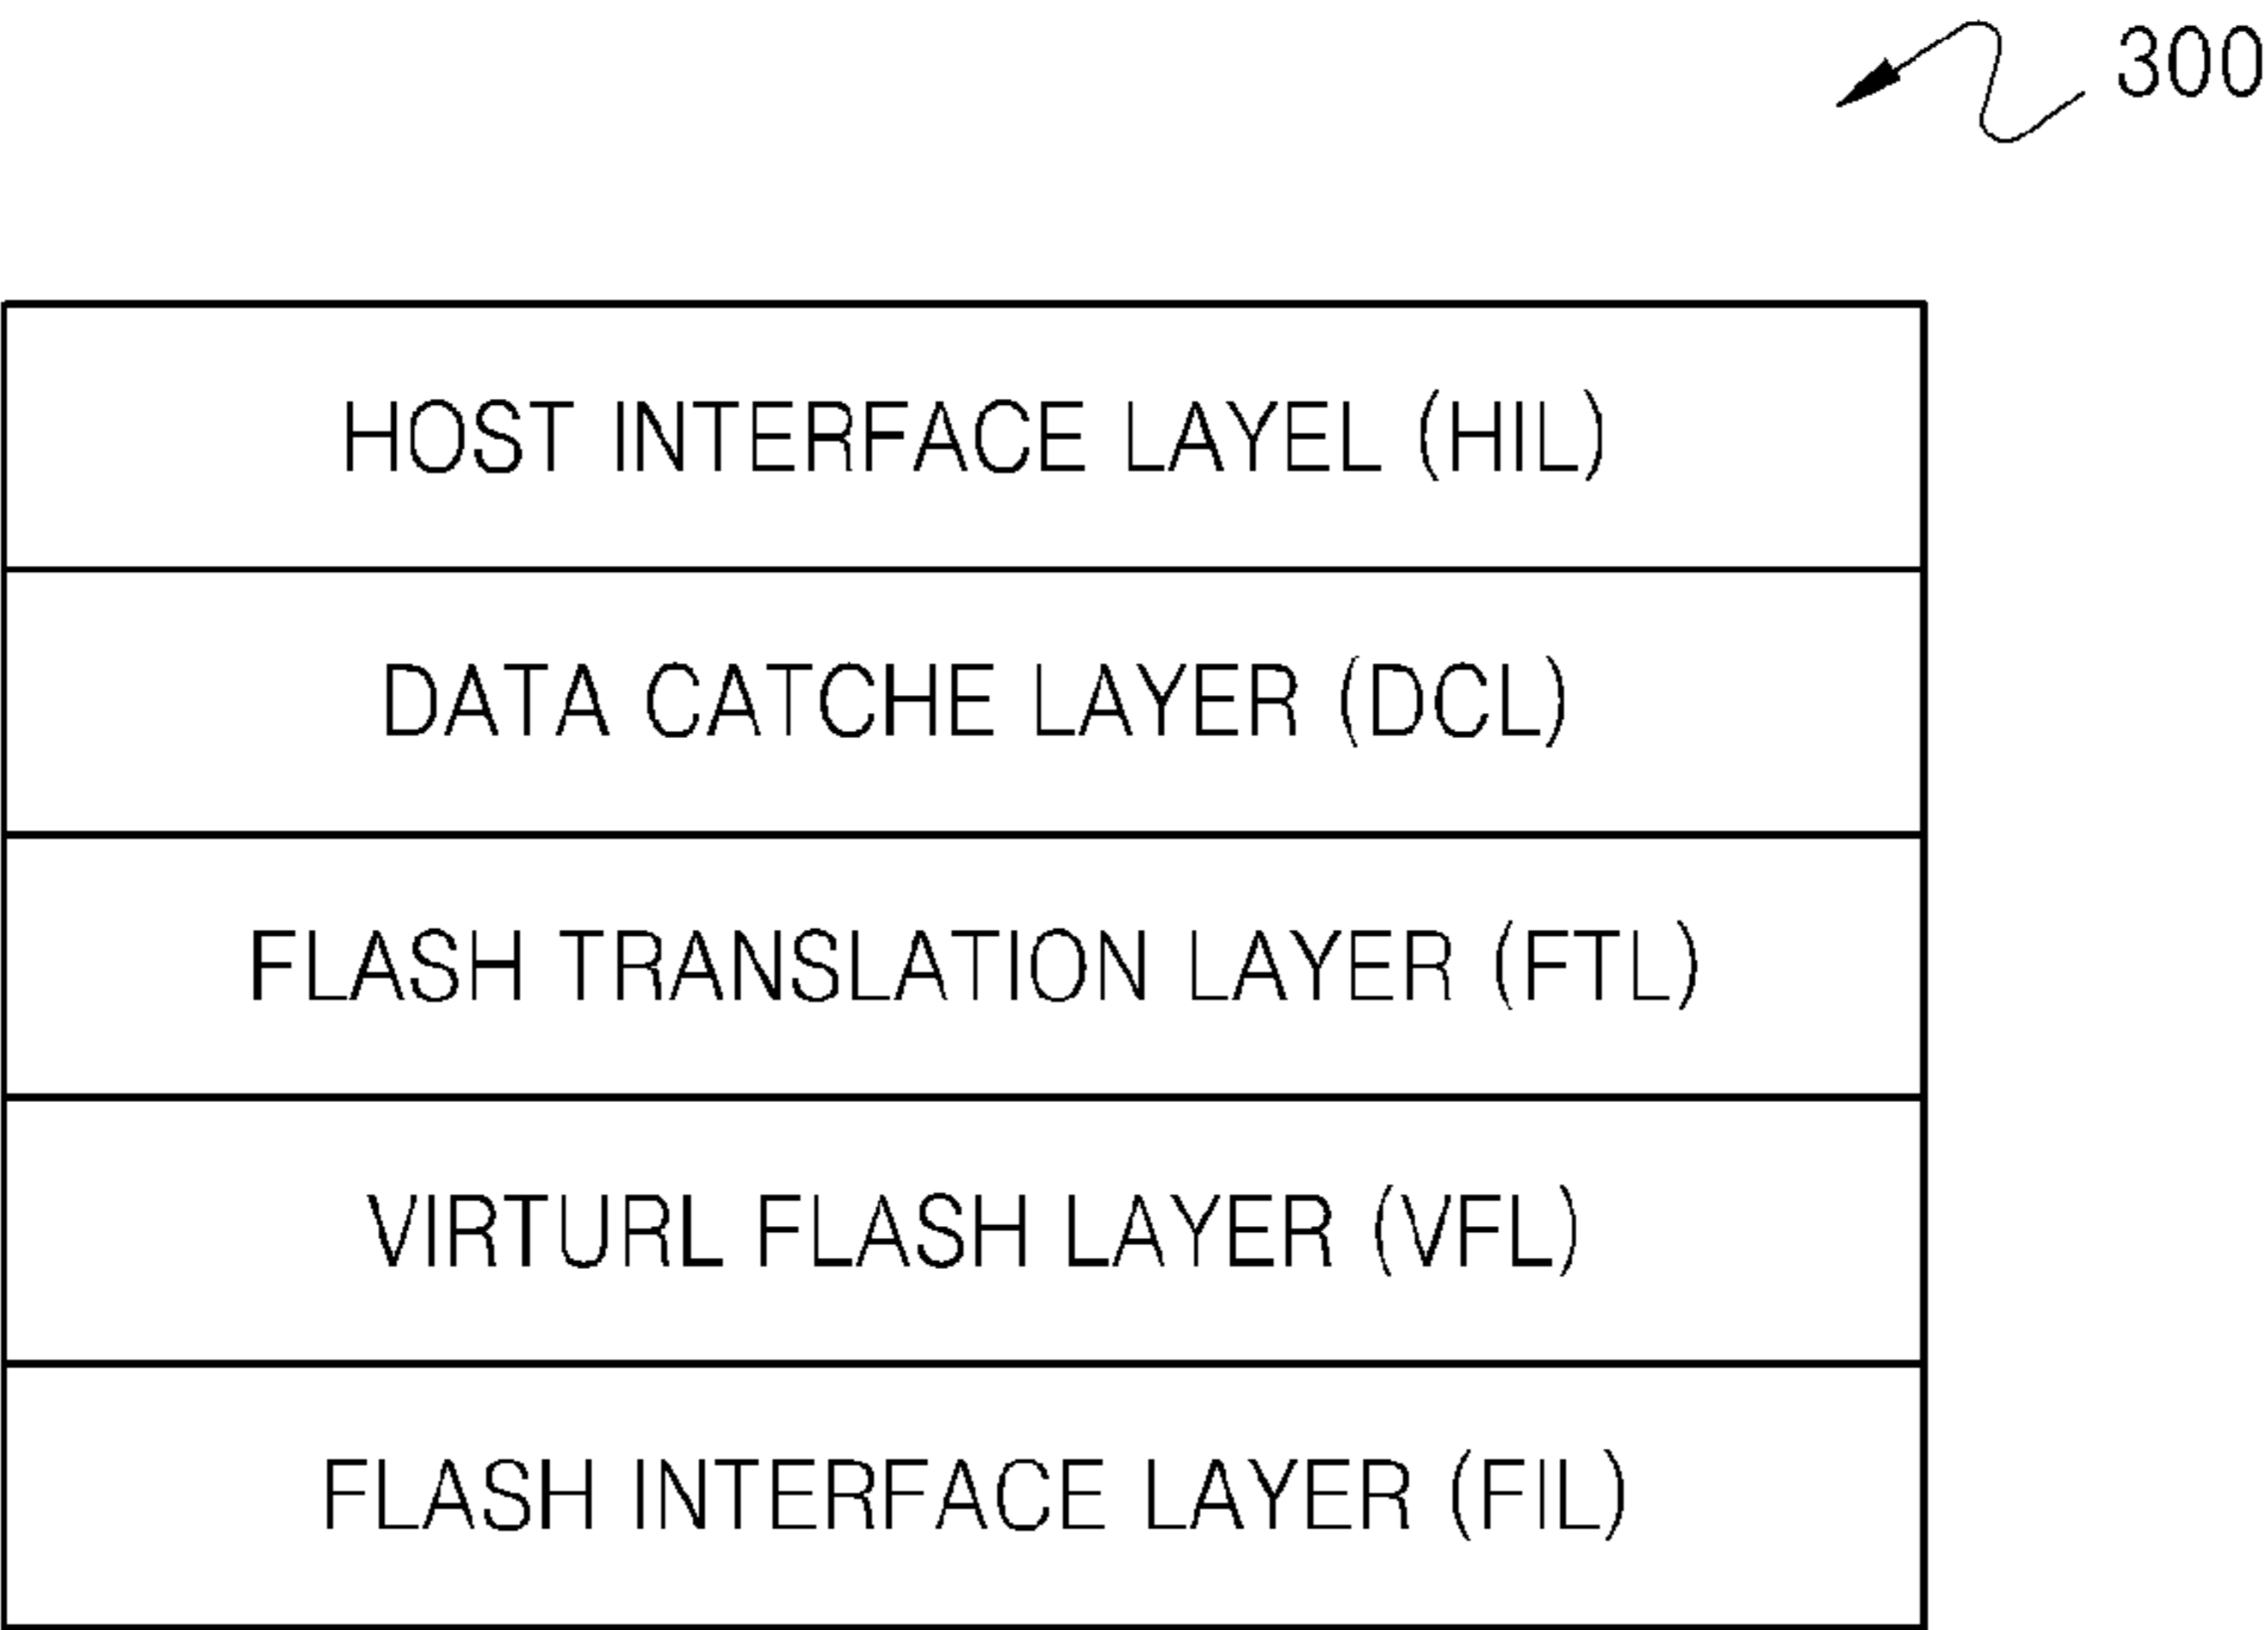 300
HOST INTERFACE LAYEL (HIL)
DATA CATCHE LAYER (DCL)
FLASH TRANSLATION LAYER (FTL)
VIRTURL FLASH LAYER (VFL)
FLASH INTERFACE LAYER (FIL)